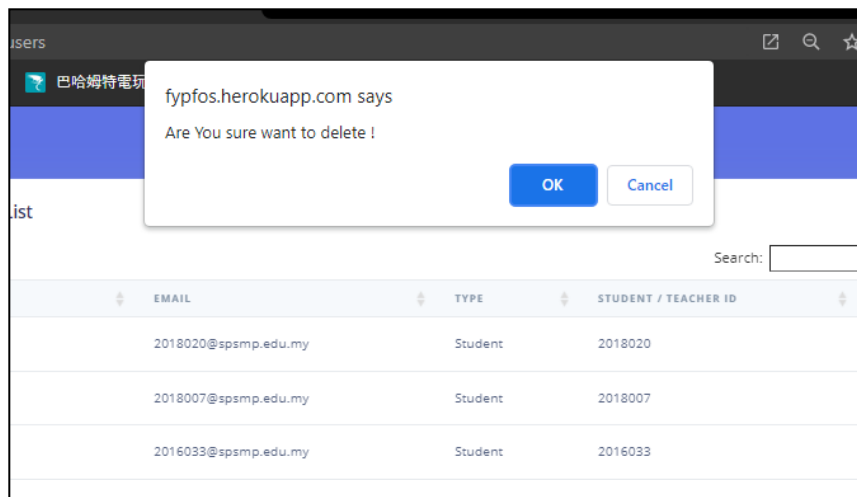 users
巴哈姆特電玩
fypfos.herokuapp.com says
Are You sure want to delete !
OK Cancel
List
Search:
EMAIL TYPE STUDENT / TEACHER ID
2018020@spsmp.edu.my Student 2018020
2018007@spsmp.edu.my Student 2018007
2016033@spsmp.edu.my Student 2016033